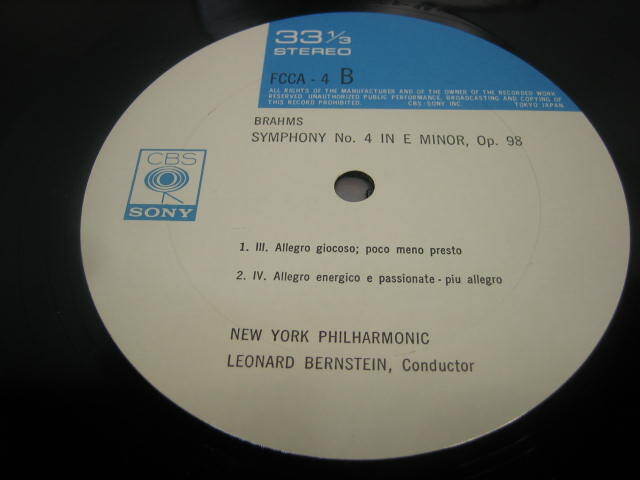 33 1/3
STEREO
FCCA - 4 B
ALL RIGHTS OF THE MANUFACTURER AND OF THE OWNER OF THE RECORDED WORK
RESERVED. UNAUTHORIZED PUBLIC PERFORMANCE, BROADCASTING AND COPYING OF
THIS RECORD PROHIBITED. CBS·SONY INC. TOKYO JAPAN
BRAHMS
SYMPHONY No. 4 IN E MINOR, Op. 98
CBS
SONY
1. III. Allegro giocoso; poco meno presto
2. IV. Allegro energico e passionate - piu allegro
NEW YORK PHILHARMONIC
LEONARD BERNSTEIN, Conductor